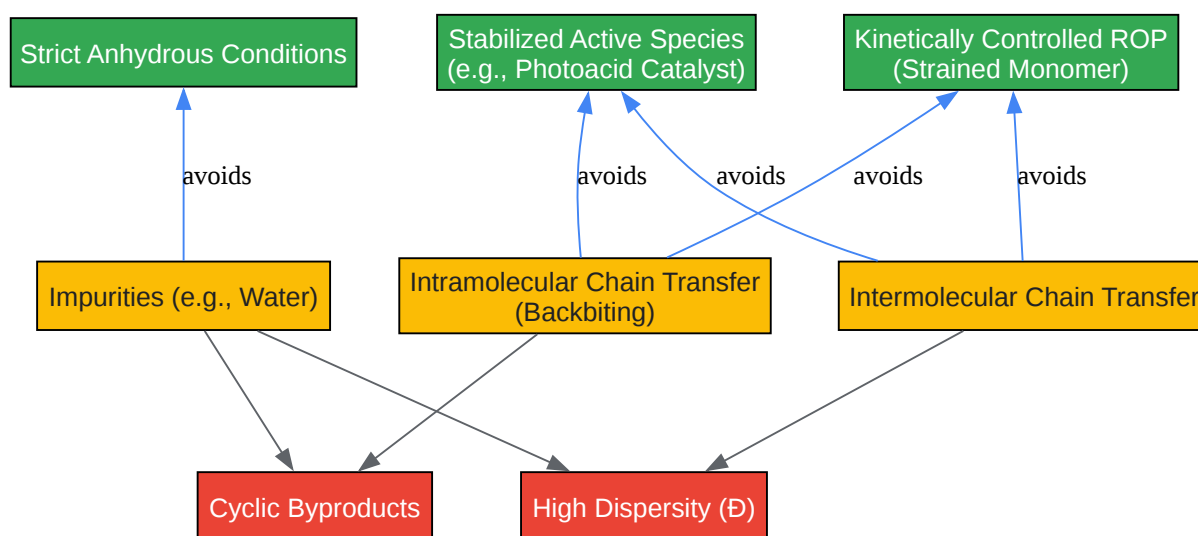 Strict Anhydrous Conditions
Stabilized Active Species
(e.g., Photoacid Catalyst)
Kinetically Controlled ROP
(Strained Monomer)
avoids
avoids
avoids
avoids
avoids
Impurities (e.g., Water)
Intramolecular Chain Transfer
(Backbiting)
Intermolecular Chain Transfer
Cyclic Byproducts
High Dispersity (Đ)